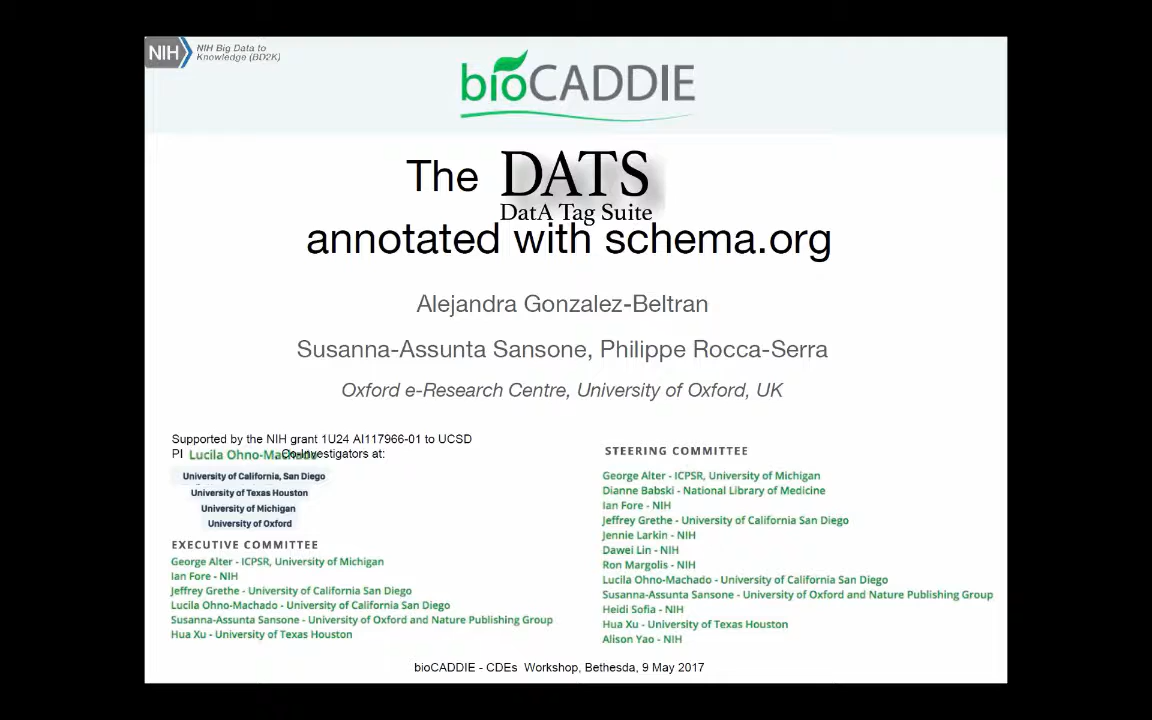 NIH
NIH Big Data to
Knowledge (BD2K)
bioCADDIE
The DATS
DatA Tag Suite
annotated with schema.org
Alejandra Gonzalez-Beltran
Susanna-Assunta Sansone, Philippe Rocca-Serra
Oxford e-Research Centre, University of Oxford, UK
Supported by the NIH grant 1U24 AI117966-01 to UCSD
PI Lucila Ohno-Machado, Co-Investigators at:
University of California, San Diego
University of Texas Houston
University of Michigan
University of Oxford
EXECUTIVE COMMITTEE
George Alter - ICPSR, University of Michigan
Ian Fore - NIH
Jeffrey Grethe - University of California San Diego
Lucila Ohno-Machado - University of California San Diego
Susanna-Assunta Sansone - University of Oxford and Nature Publishing Group
Hua Xu - University of Texas Houston
STEERING COMMITTEE
George Alter - ICPSR, University of Michigan
Dianne Babski - National Library of Medicine
Ian Fore - NIH
Jeffrey Grethe - University of California San Diego
Jennie Larkin - NIH
Dawei Lin - NIH
Ron Margolis - NIH
Lucila Ohno-Machado - University of California San Diego
Susanna-Assunta Sansone - University of Oxford and Nature Publishing Group
Heidi Sofia - NIH
Hua Xu - University of Texas Houston
Alison Yao - NIH
bioCADDIE - CDEs Workshop, Bethesda, 9 May 2017